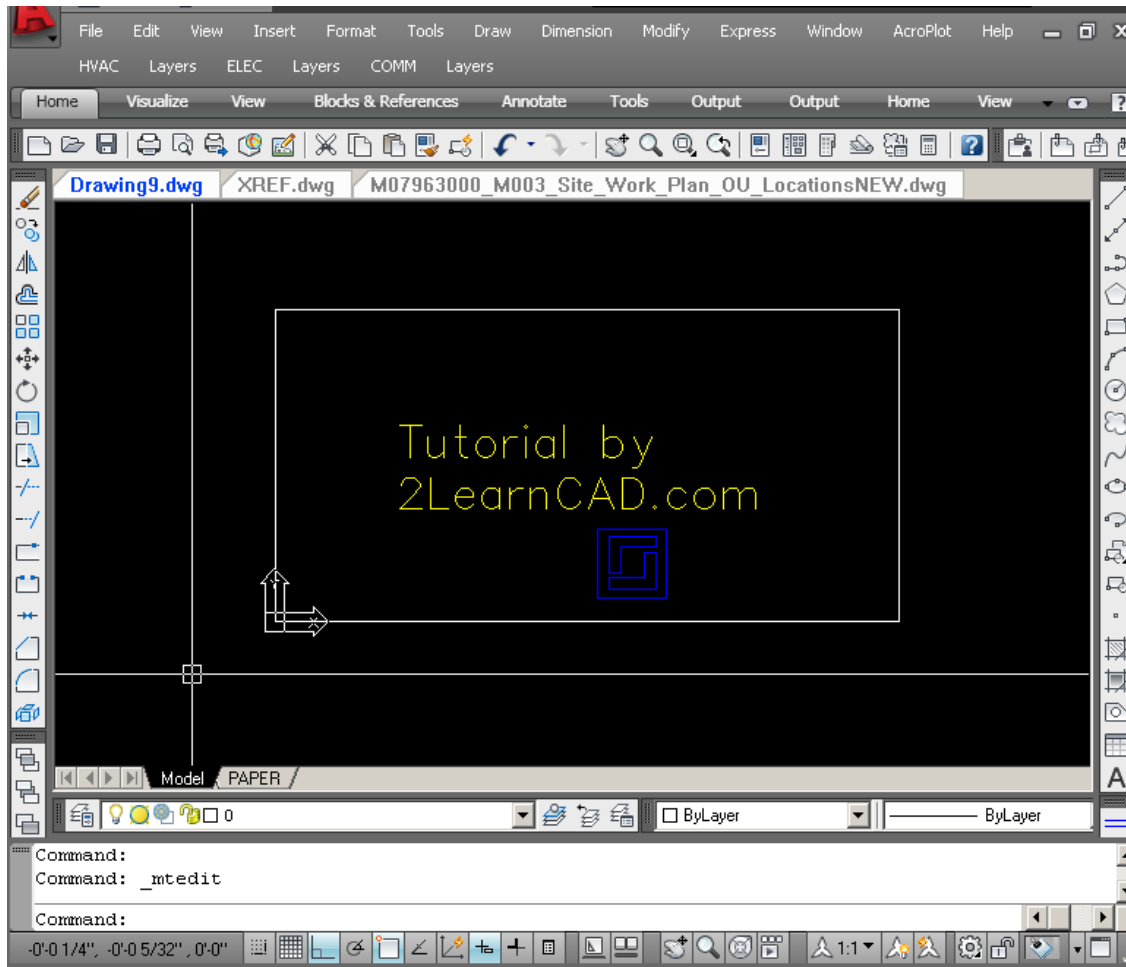 File Edit View Insert Format Tools Draw Dimension Modify Express Window AcroPlot Help
HVAC Layers ELEC Layers COMM Layers
Home Visualize View Blocks & References Annotate Tools Output Output Home View
Drawing9.dwg XREF.dwg M07963000_M003_Site_Work_Plan_OU_LocationsNEW.dwg
Tutorial by
2LearnCAD.com
X
Model PAPER
0 ByLayer ByLayer
Command:
Command: _mtedit
Command:
-0'-0 1/4", -0'-0 5/32" , 0'-0" 1:1